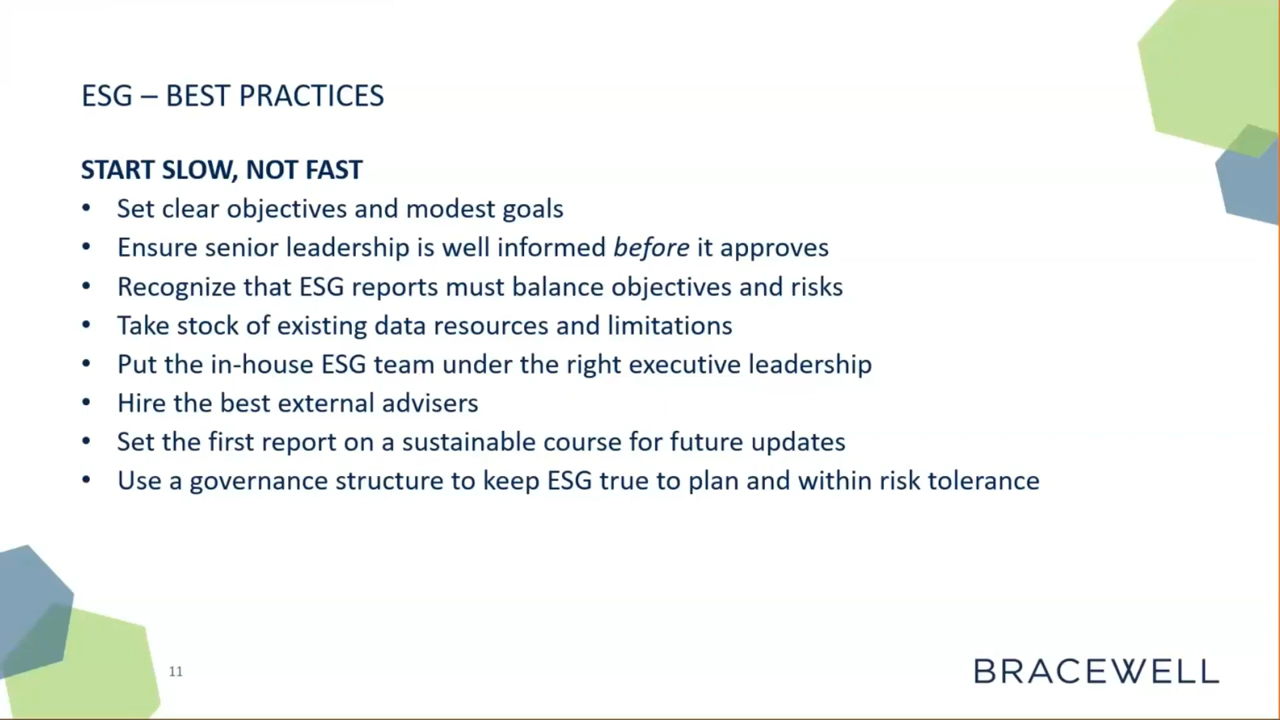 ESG – BEST PRACTICES
START SLOW, NOT FAST
• Set clear objectives and modest goals
• Ensure senior leadership is well informed before it approves
• Recognize that ESG reports must balance objectives and risks
• Take stock of existing data resources and limitations
• Put the in-house ESG team under the right executive leadership
• Hire the best external advisers
• Set the first report on a sustainable course for future updates
• Use a governance structure to keep ESG true to plan and within risk tolerance
11
BRACEWELL